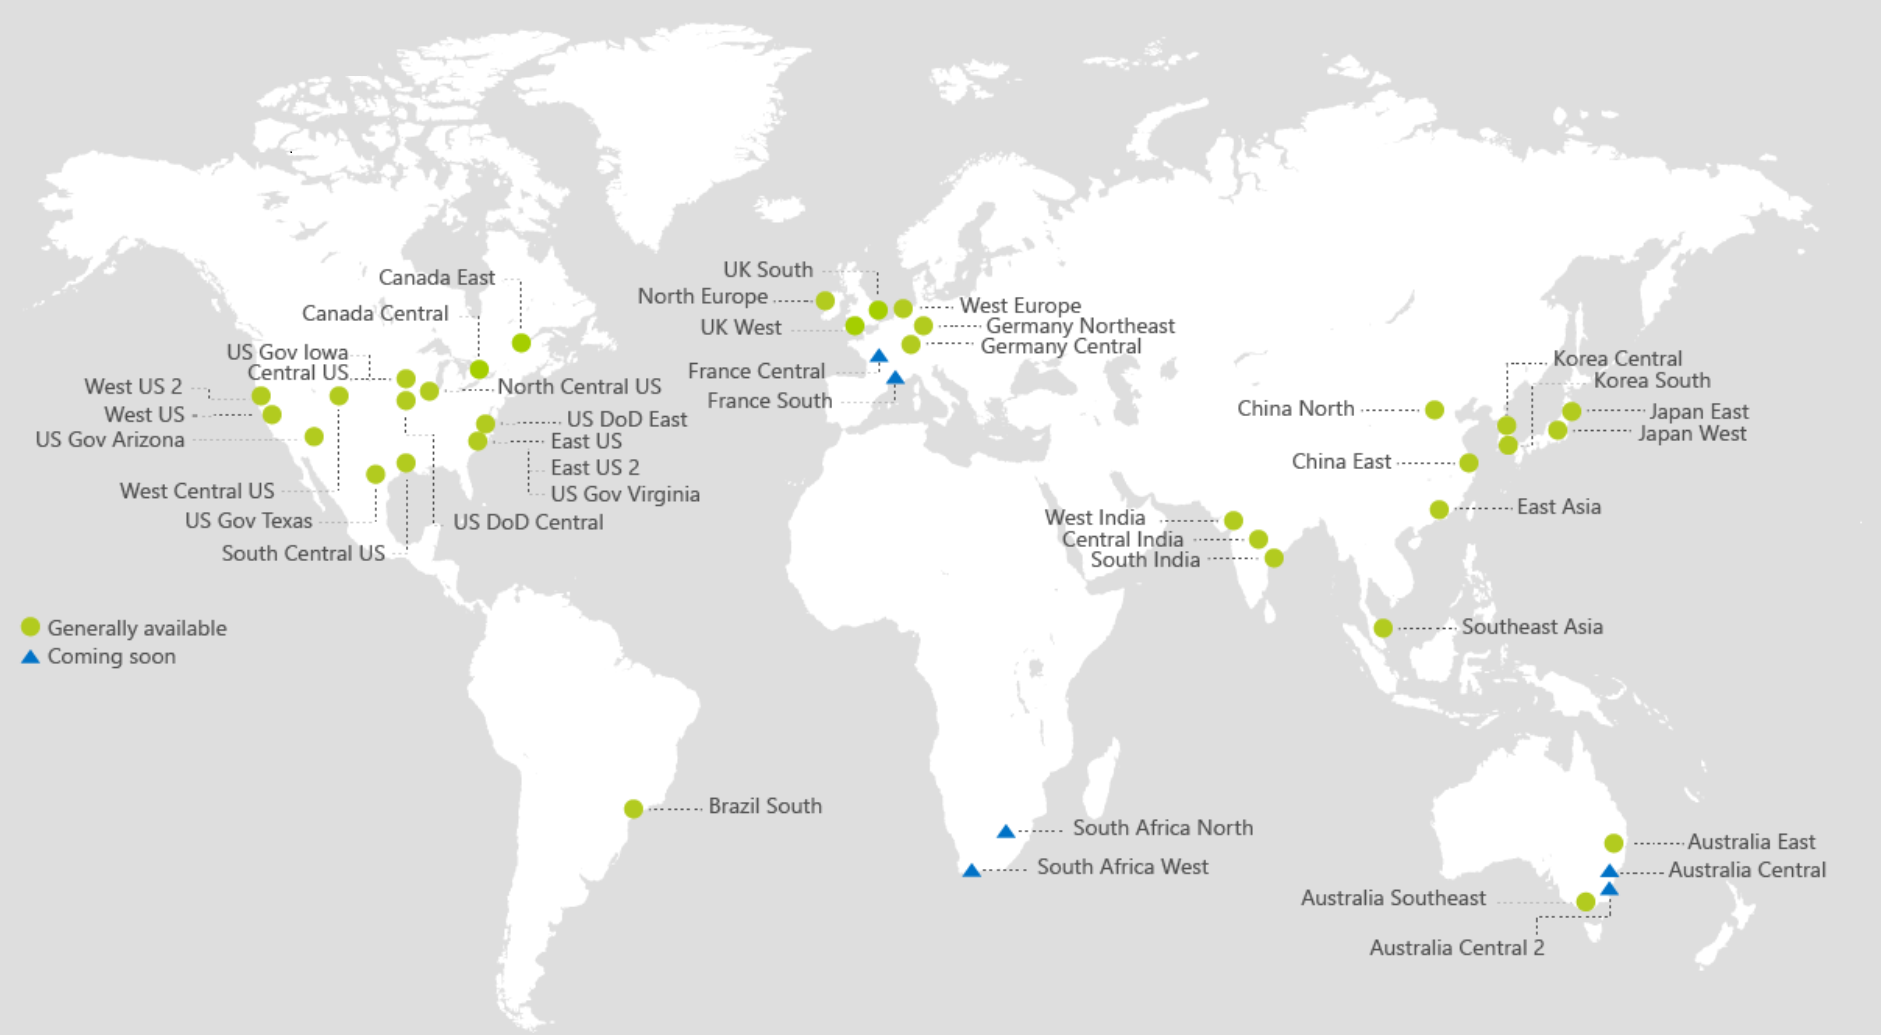 Canada East
Canada Central
US Gov Iowa
Central US
West US 2
West US
US Gov Arizona
North Central US
US DoD East
East US
East US 2
US Gov Virginia
West Central US
US Gov Texas
US DoD Central
South Central US
Generally available
Coming soon
Brazil South
UK South
North Europe
UK West
West Europe
Germany Northeast
Germany Central
France Central
France South
South Africa North
South Africa West
Korea Central
Korea South
China North
Japan East
Japan West
China East
East Asia
West India
Central India
South India
Southeast Asia
Australia East
Australia Central
Australia Southeast
Australia Central 2